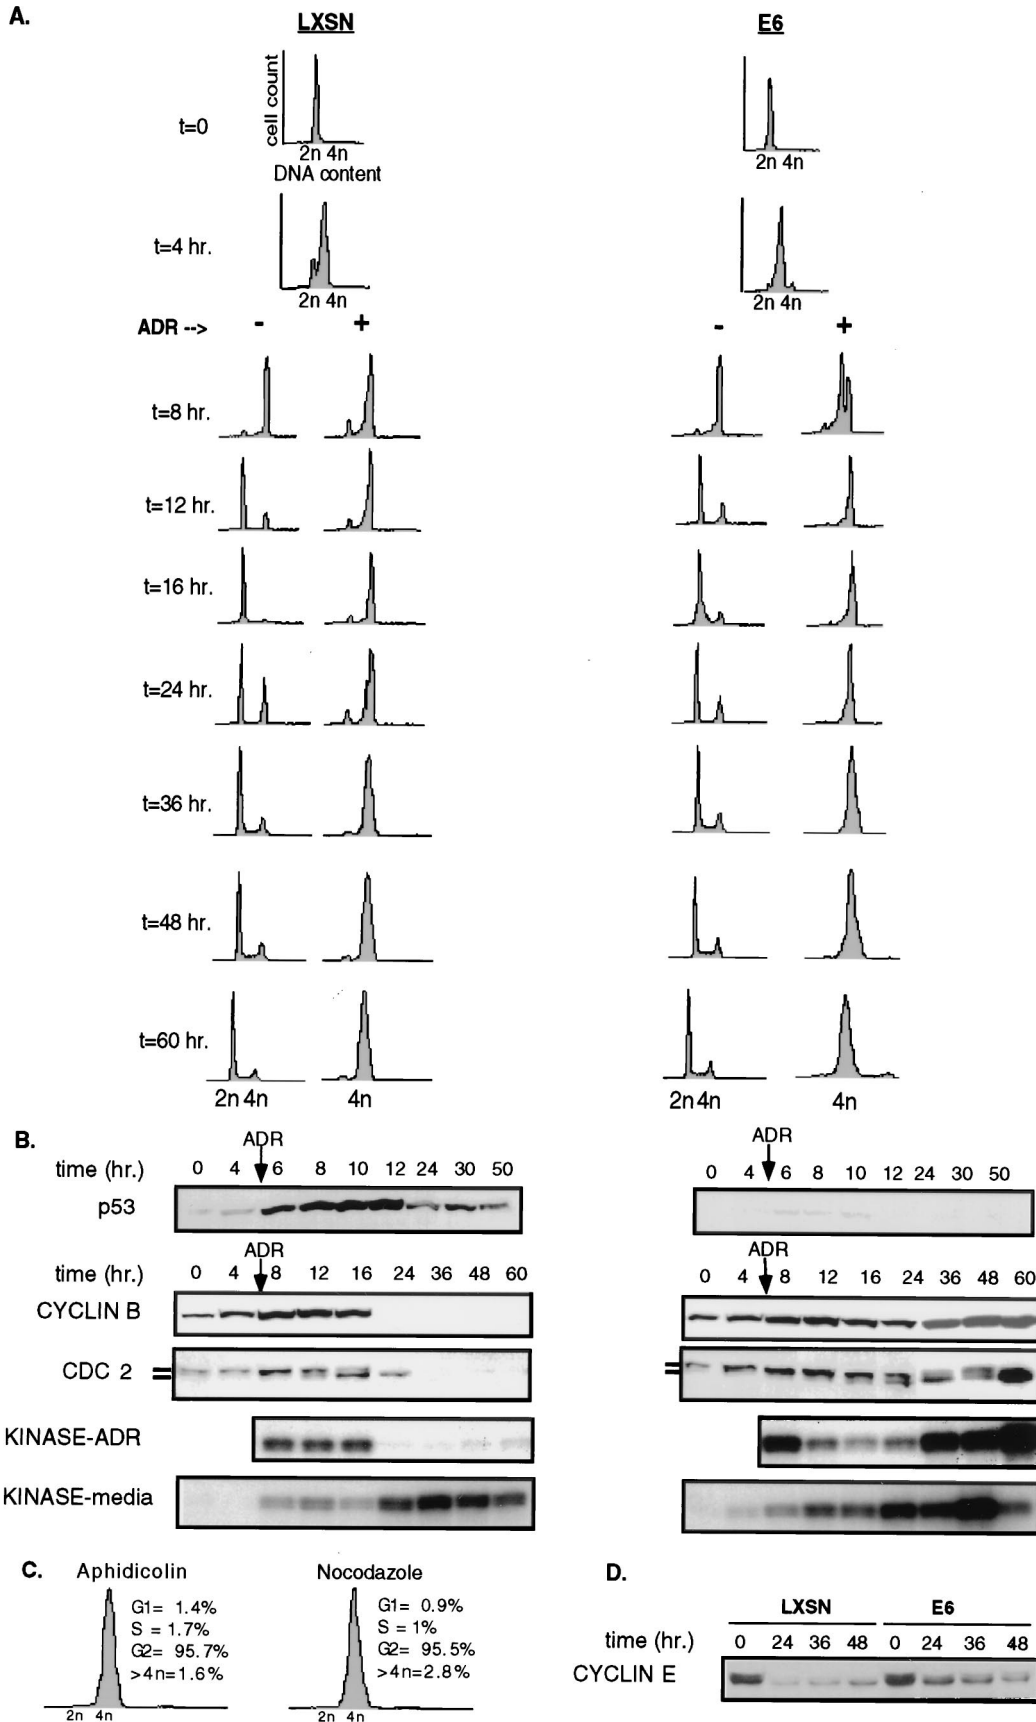 A.
LXSN E6
cell count
t=0
2n 4n 2n 4n
DNA content
t=4 hr.
2n 4n 2n 4n
ADR --> - + - +
t=8 hr.
t=12 hr.
t=16 hr.
t=24 hr.
t=36 hr.
t=48 hr.
t=60 hr.
2n 4n 4n 2n 4n 4n
B.
ADR ADR
time (hr.) 0 4 6 8 10 12 24 30 50 0 4 6 8 10 12 24 30 50
p53
ADR ADR
time (hr.) 0 4 8 12 16 24 36 48 60 0 4 8 12 16 24 36 48 60
CYCLIN B
CDC 2
KINASE-ADR
KINASE-media
C.
Aphidicolin Nocodazole
G1= 1.4% G1= 0.9%
S = 1.7% S = 1%
G2= 95.7% G2= 95.5%
>4n=1.6% >4n=2.8%
2n 4n 2n 4n
D.
LXSN E6
time (hr.) 0 24 36 48 0 24 36 48
CYCLIN E